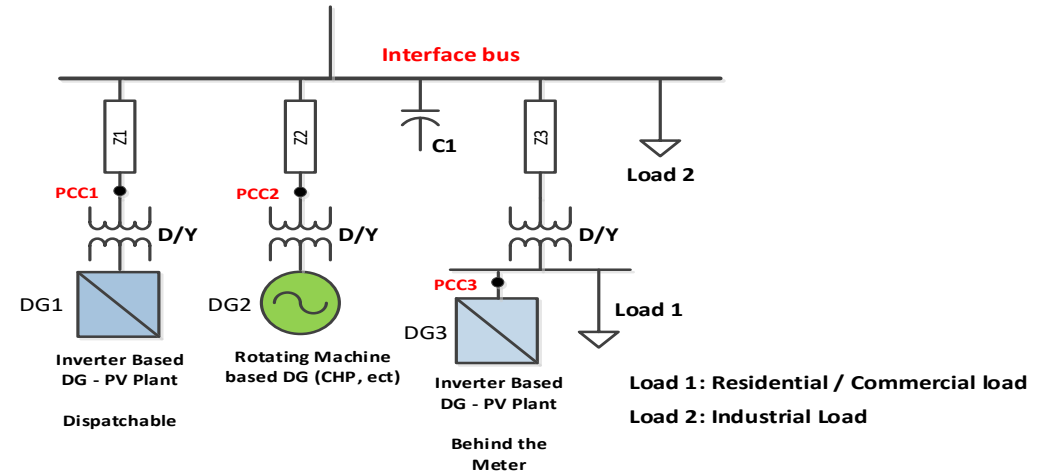 Interface bus
Z1
Z2
C1
Z3
Load 2
PCC1
PCC2
D/Y
D/Y
D/Y
PCC3
DG1
DG2
DG3
Load 1
Inverter Based
DG - PV Plant
Dispatchable
Rotating Machine
based DG (CHP, ect)
Inverter Based
DG - PV Plant
Behind the
Meter
Load 1: Residential / Commercial load
Load 2: Industrial Load